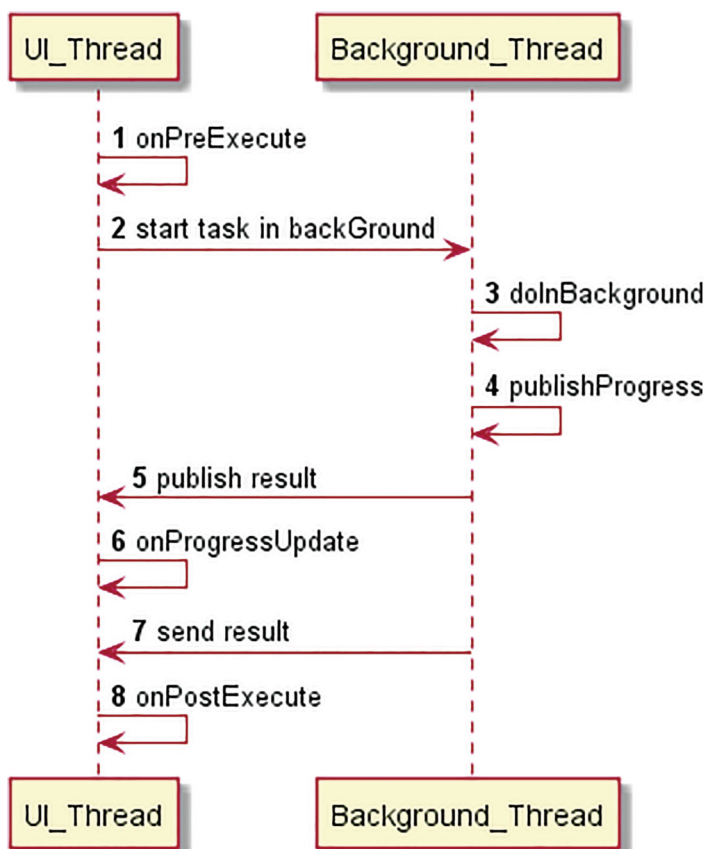 UI_Thread
Background_Thread
1 onPreExecute
2 start task in backGround
3 doInBackground
4 publishProgress
5 publish result
6 onProgressUpdate
7 send result
8 onPostExecute
UI_Thread
Background_Thread